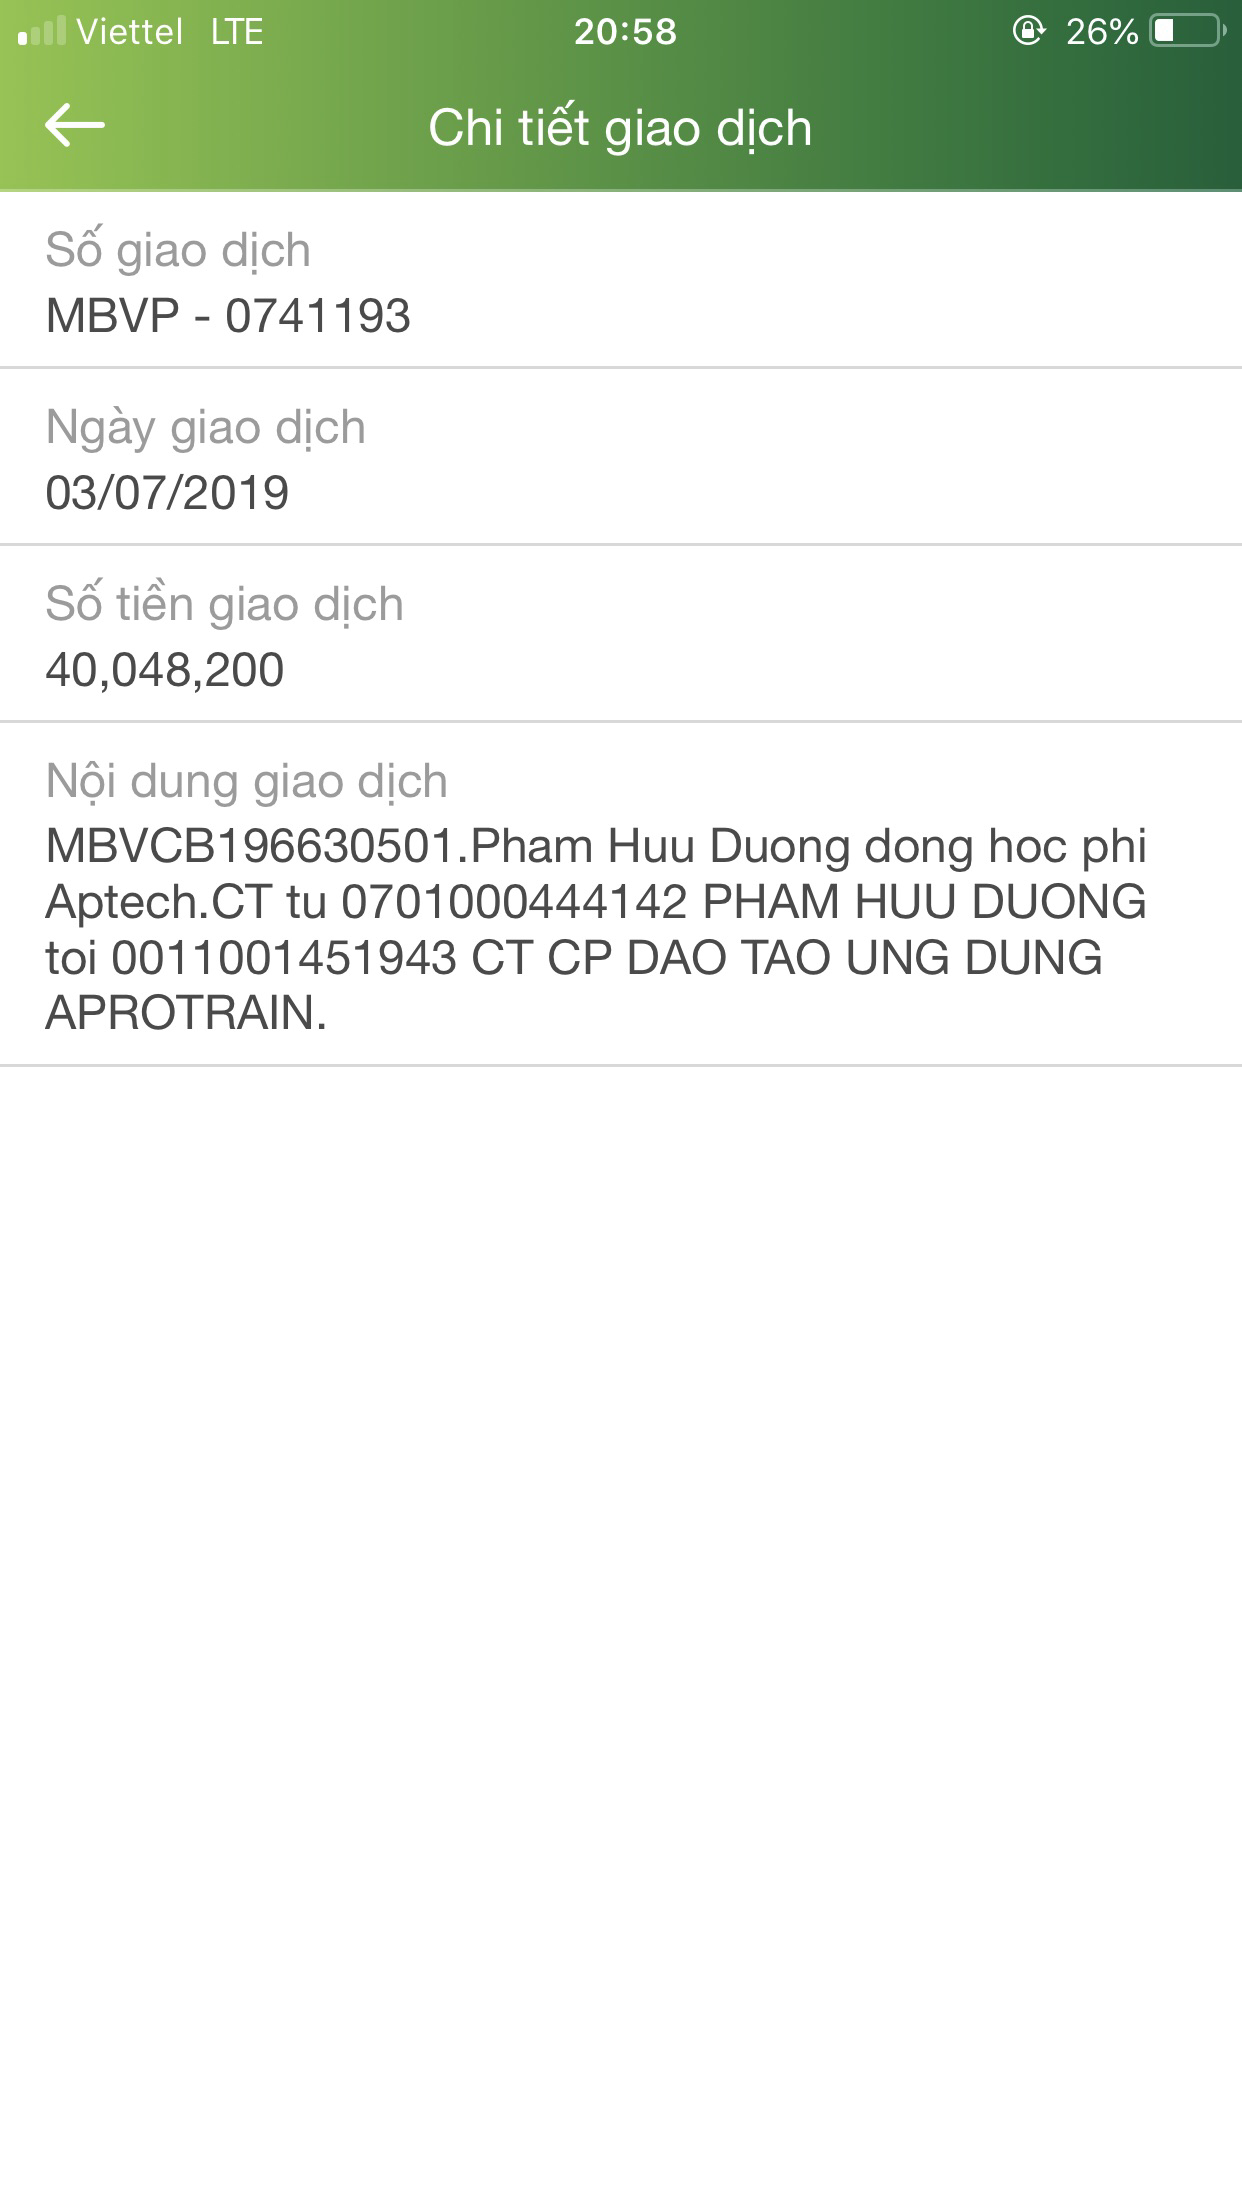 Viettel LTE 20:58 26%
Chi tiết giao dịch
Số giao dịch
MBVP - 0741193
Ngày giao dịch
03/07/2019
Số tiền giao dịch
40,048,200
Nội dung giao dịch
MBVCB196630501.Pham Huu Duong dong hoc phi
Aptech.CT tu 0701000444142 PHAM HUU DUONG
toi 0011001451943 CT CP DAO TAO UNG DUNG
APROTRAIN.